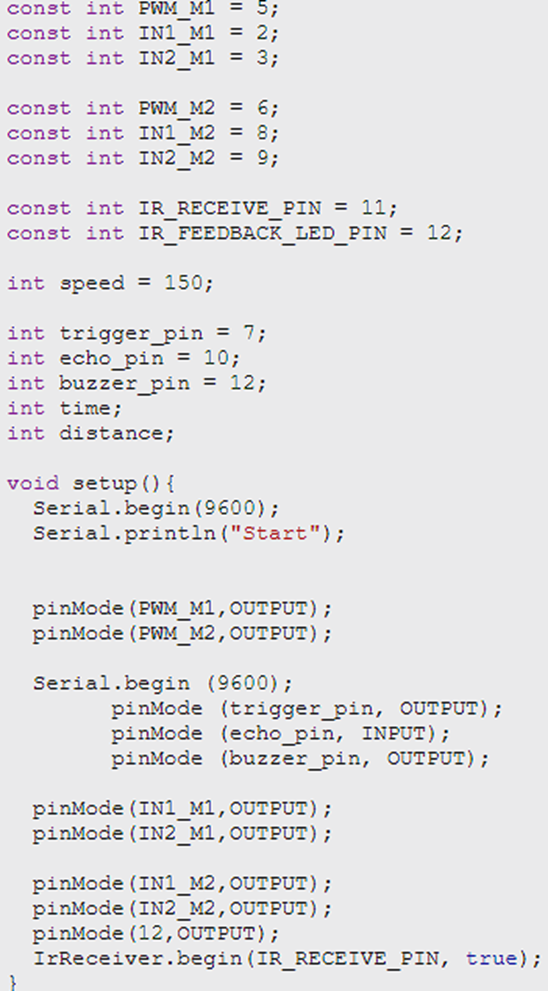 const int PWM_M1 = 5;
const int IN1_M1 = 2;
const int IN2_M1 = 3;

const int PWM_M2 = 6;
const int IN1_M2 = 8;
const int IN2_M2 = 9;

const int IR_RECEIVE_PIN = 11;
const int IR_FEEDBACK_LED_PIN = 12;

int speed = 150;

int trigger_pin = 7;
int echo_pin = 10;
int buzzer_pin = 12;
int time;
int distance;

void setup(){
  Serial.begin(9600);
  Serial.println("Start");


  pinMode(PWM_M1,OUTPUT);
  pinMode(PWM_M2,OUTPUT);

  Serial.begin (9600);
        pinMode (trigger_pin, OUTPUT);
        pinMode (echo_pin, INPUT);
        pinMode (buzzer_pin, OUTPUT);

  pinMode(IN1_M1,OUTPUT);
  pinMode(IN2_M1,OUTPUT);

  pinMode(IN1_M2,OUTPUT);
  pinMode(IN2_M2,OUTPUT);
  pinMode(12,OUTPUT);
  IrReceiver.begin(IR_RECEIVE_PIN, true);
}